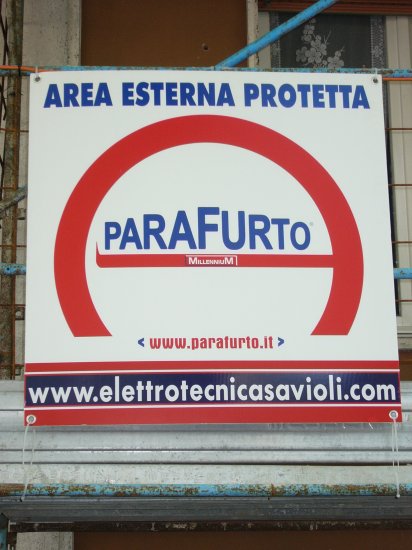 AREA ESTERNA PROTETTA
PARAFURTO®
MILLENNIUM
< www.parafurto.it >
www.elettrotecnicasavioli.com